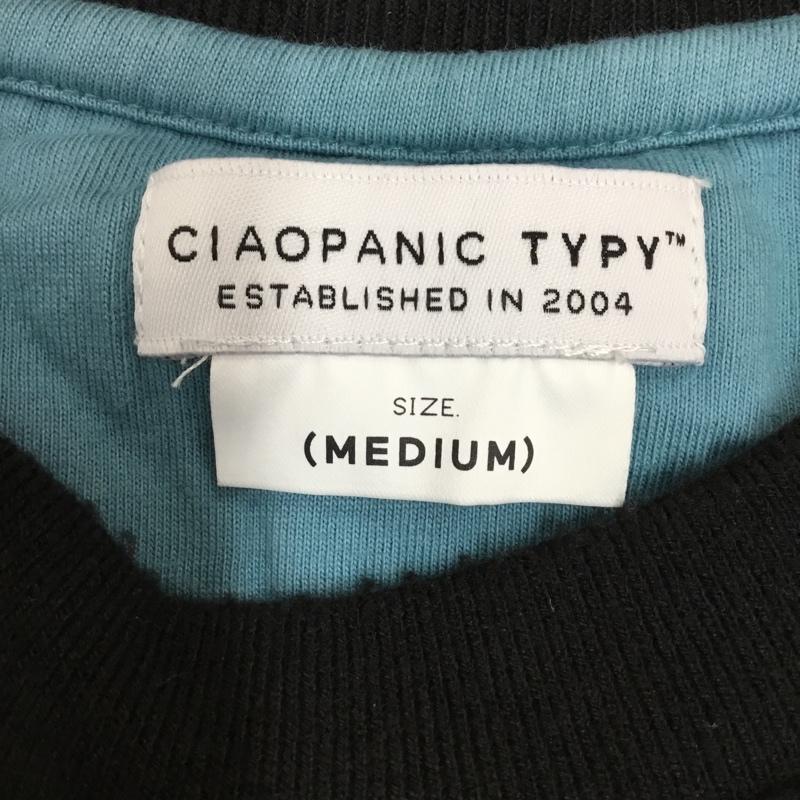 CIAOPANIC TYPY™
ESTABLISHED IN 2004
SIZE.
(MEDIUM)